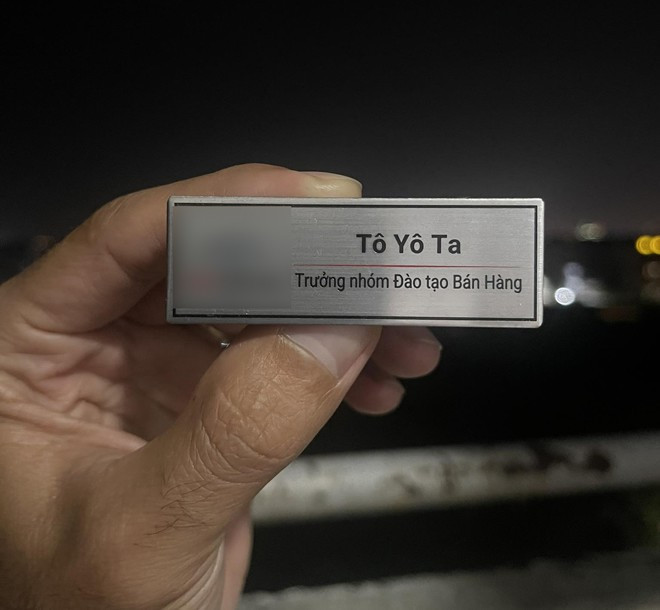 Tô Yô Ta
Trưởng nhóm Đào tạo Bán Hàng